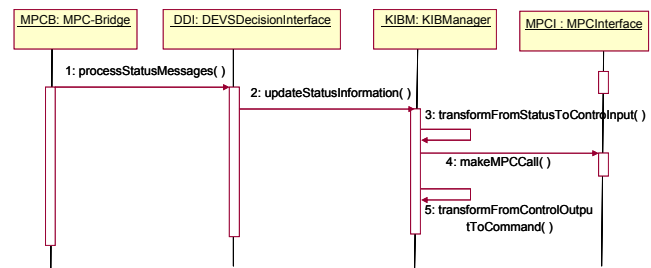 MPCB: MPC-Bridge
DDI: DEVSDecisionInterface
KIBM: KIBManager
MPCI : MPCInterface
1: processStatusMessages( )
2: updateStatusInformation( )
3: transformFromStatusToControInput( )
4: makeMPCCall( )
5: transformFromControlOutpu
tToCommand( )